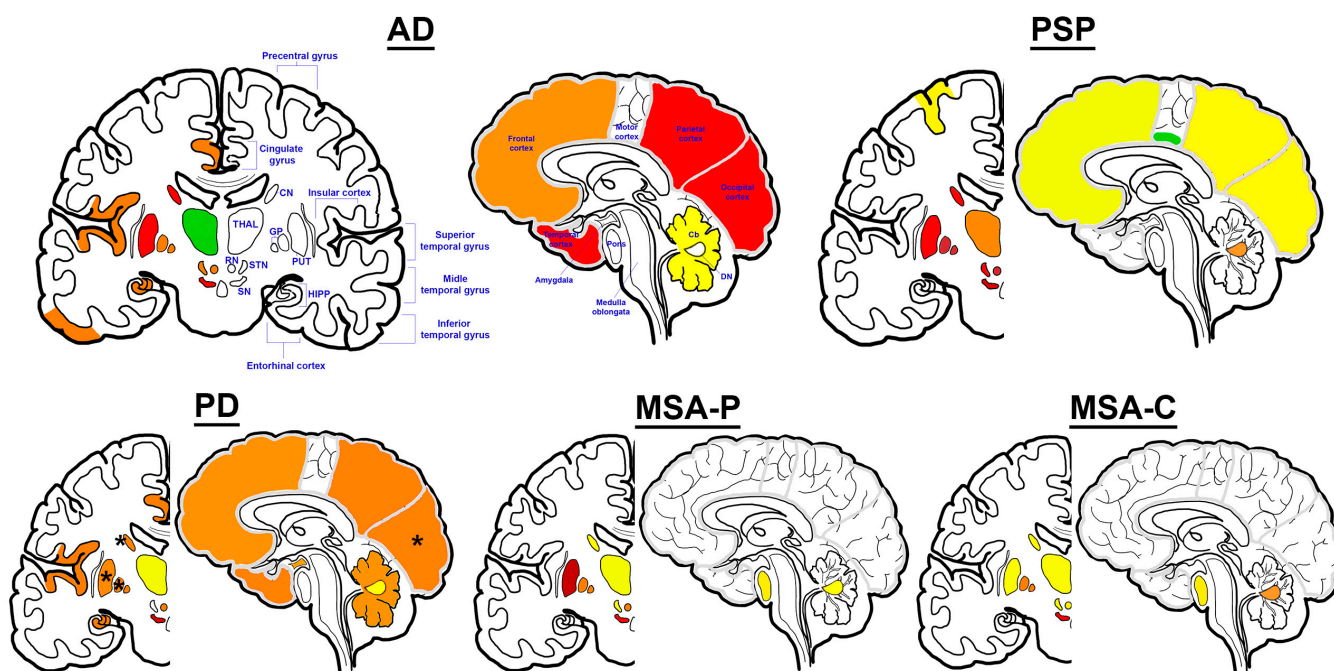 AD
PSP
Precentral gyrus
Cingulate
gyrus
CN
Insular cortex
THAL
GP
PUT
RN
STN
SN
HIPP
Superior
temporal gyrus
Midle
temporal gyrus
Inferior
temporal gyrus
Entorhinal cortex
Frontal
cortex
Motor
cortex
Parietal
cortex
Occipital
cortex
Temporal
cortex
Amygdala
Pons
Cb
DN
Medulla
oblongata
PD
MSA-P
MSA-C
*
*
*
*